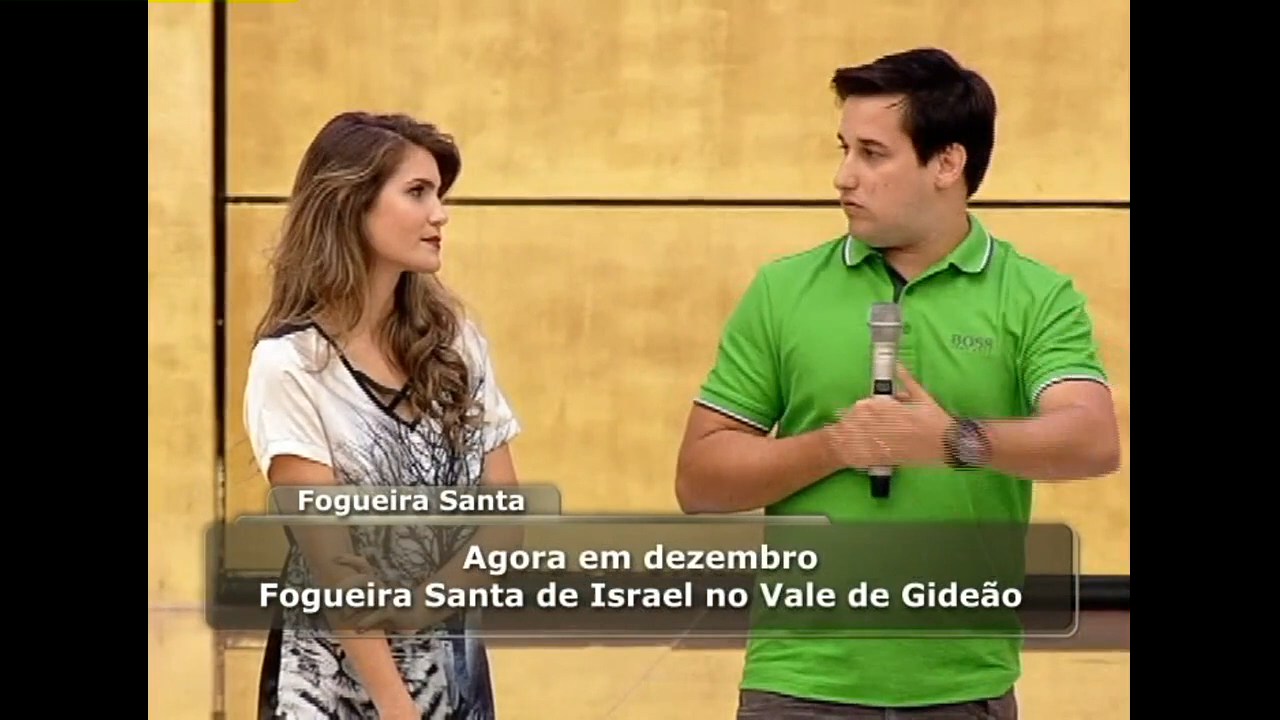 BOSS
Fogueira Santa
Agora em dezembro
Fogueira Santa de Israel no Vale de Gideão